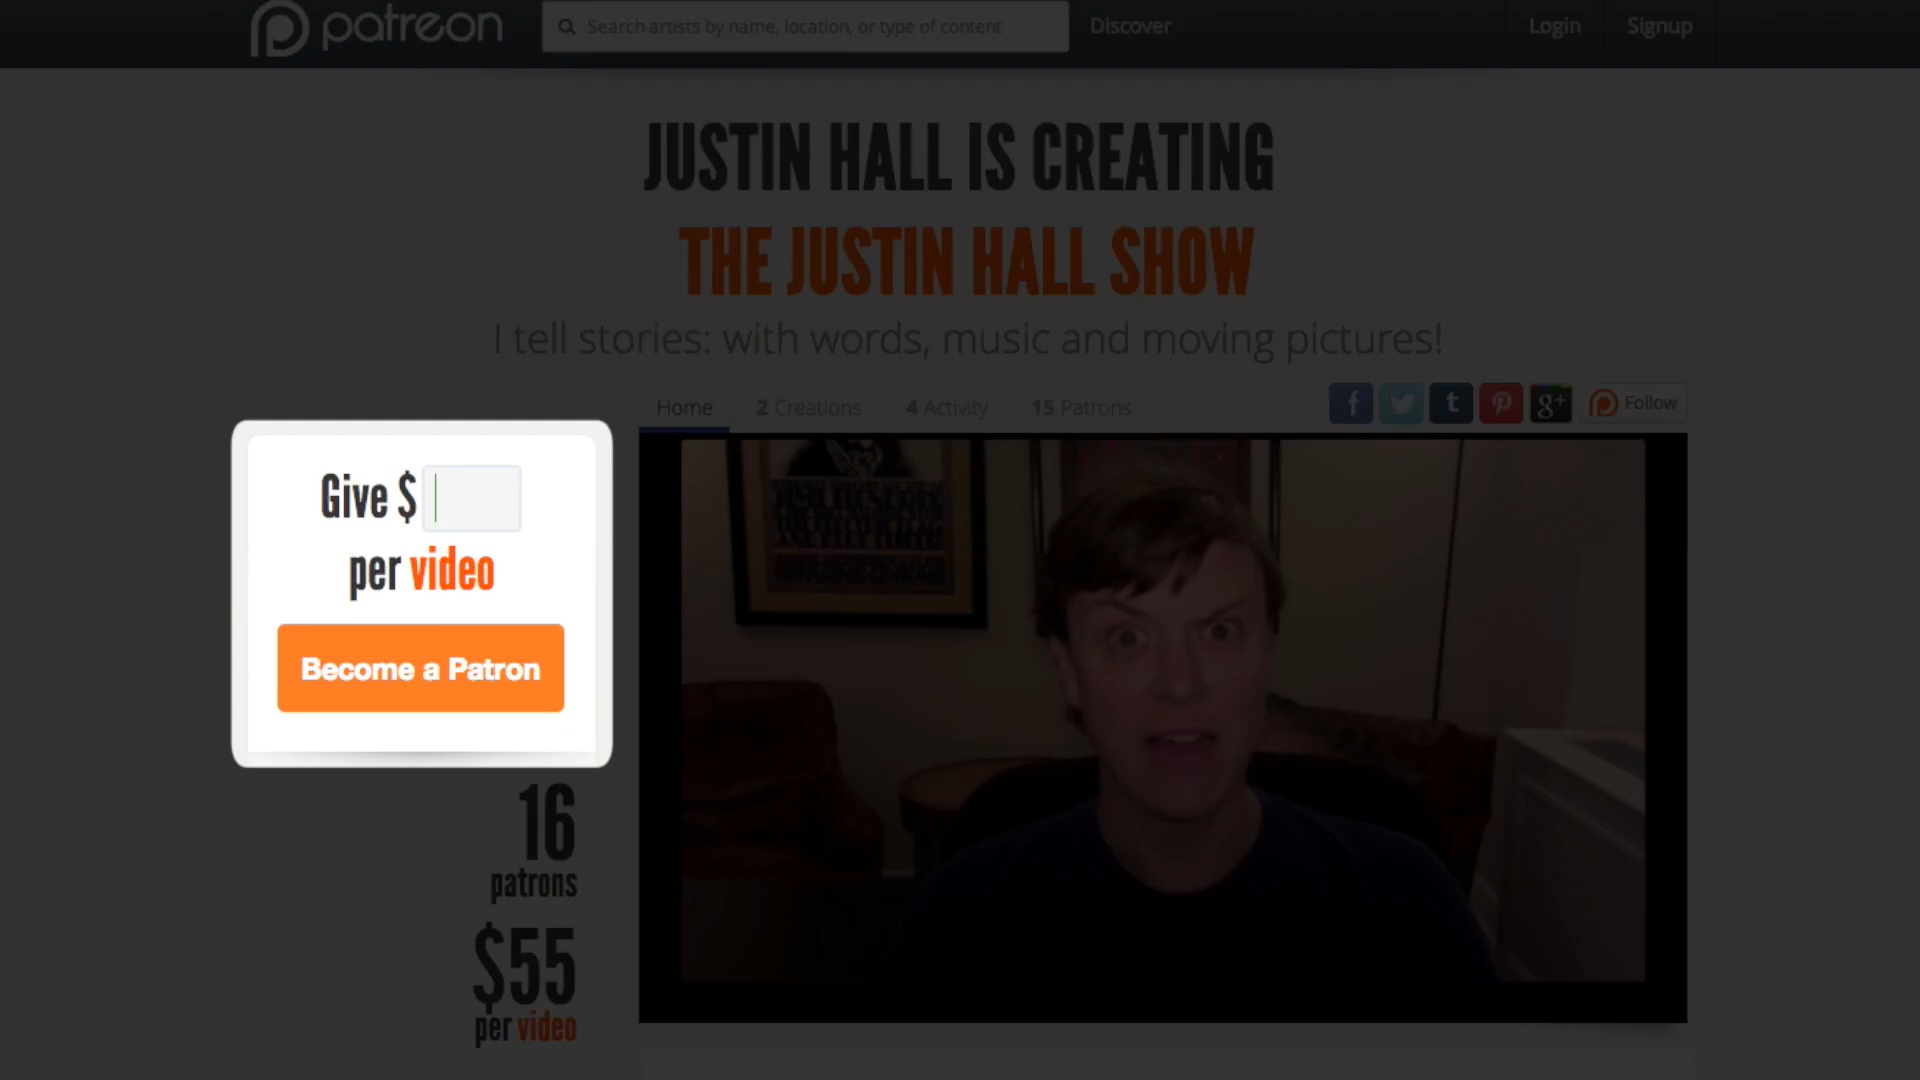 patreon
Search artists by name, location, or type of content
Discover
Login
Signup
JUSTIN HALL IS CREATING
THE JUSTIN HALL SHOW
I tell stories: with words, music and moving pictures!
Home
2 Creations
4 Activity
15 Patrons
f
t
g+
Follow
Give $
per video
Become a Patron
16
patrons
$55
per video